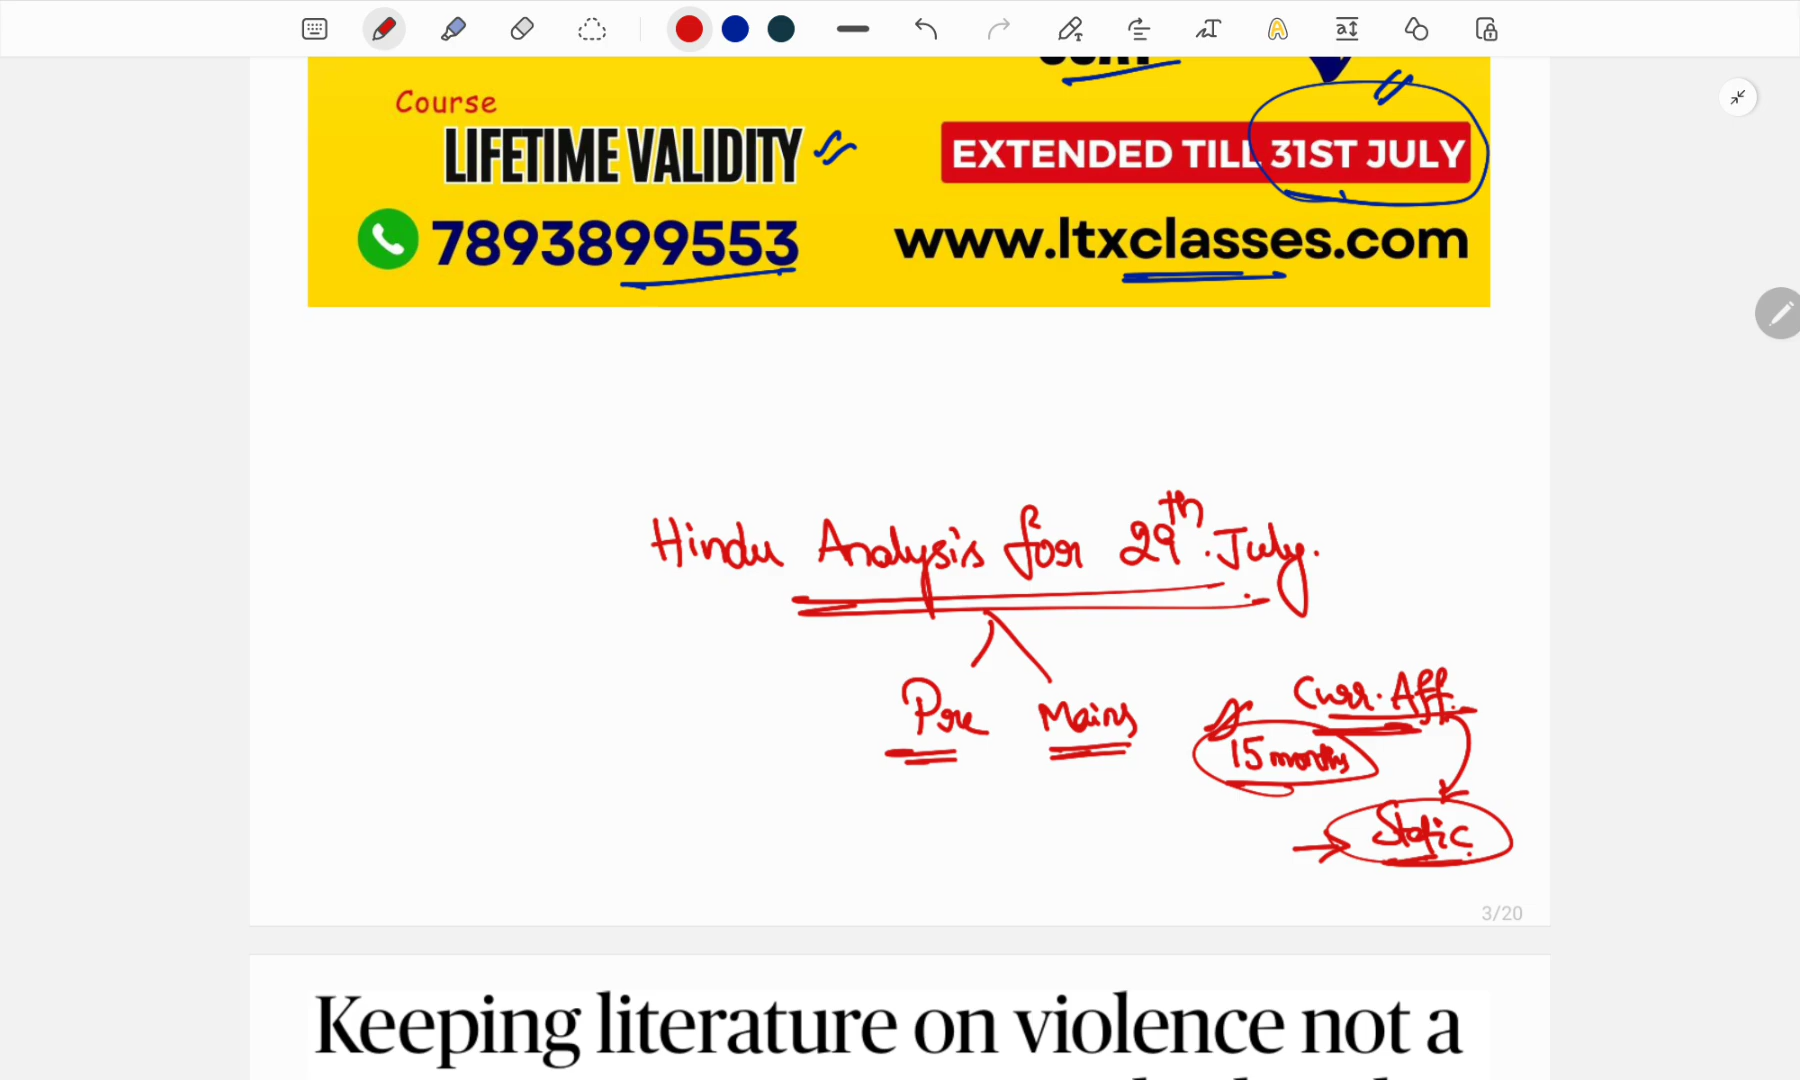 Course
LIFETIME VALIDITY
EXTENDED TILL 31ST JULY
7893899553
www.ltxclasses.com
Hindu Analysis for 29th July.
Pre Mains
Curr. Aff.
15 months
Static
3/20
Keeping literature on violence not a